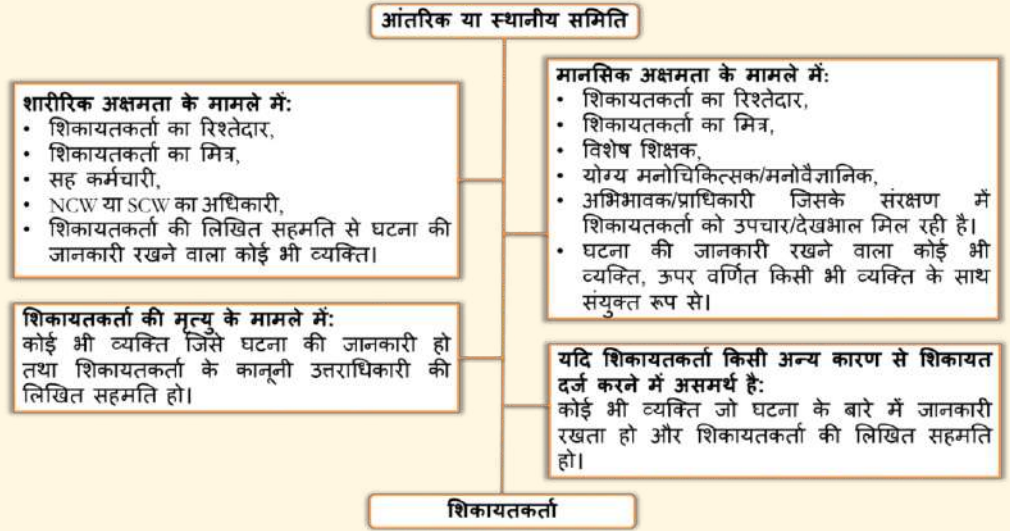 आंतरिक या स्थानीय समिति
शारीरिक अक्षमता के मामले में:
• शिकायतकर्ता का रिश्तेदार,
• शिकायतकर्ता का मित्र,
• सह कर्मचारी,
• NCW या SCW का अधिकारी,
• शिकायतकर्ता की लिखित सहमति से घटना की
जानकारी रखने वाला कोई भी व्यक्ति।
मानसिक अक्षमता के मामले में:
• शिकायतकर्ता का रिश्तेदार,
• शिकायतकर्ता का मित्र,
• विशेष शिक्षक,
• योग्य मनोचिकित्सक/मनोवैज्ञानिक,
• अभिभावक/प्राधिकारी जिसके संरक्षण में
शिकायतकर्ता को उपचार/देखभाल मिल रही है।
• घटना की जानकारी रखने वाला कोई भी
व्यक्ति, ऊपर वर्णित किसी भी व्यक्ति के साथ
संयुक्त रूप से।
शिकायतकर्ता की मृत्यु के मामले में:
कोई भी व्यक्ति जिसे घटना की जानकारी हो
तथा शिकायतकर्ता के कानूनी उत्तराधिकारी की
लिखित सहमति हो।
यदि शिकायतकर्ता किसी अन्य कारण से शिकायत
दर्ज करने में असमर्थ है:
कोई भी व्यक्ति जो घटना के बारे में जानकारी
रखता हो और शिकायतकर्ता की लिखित सहमति
हो।
शिकायतकर्ता